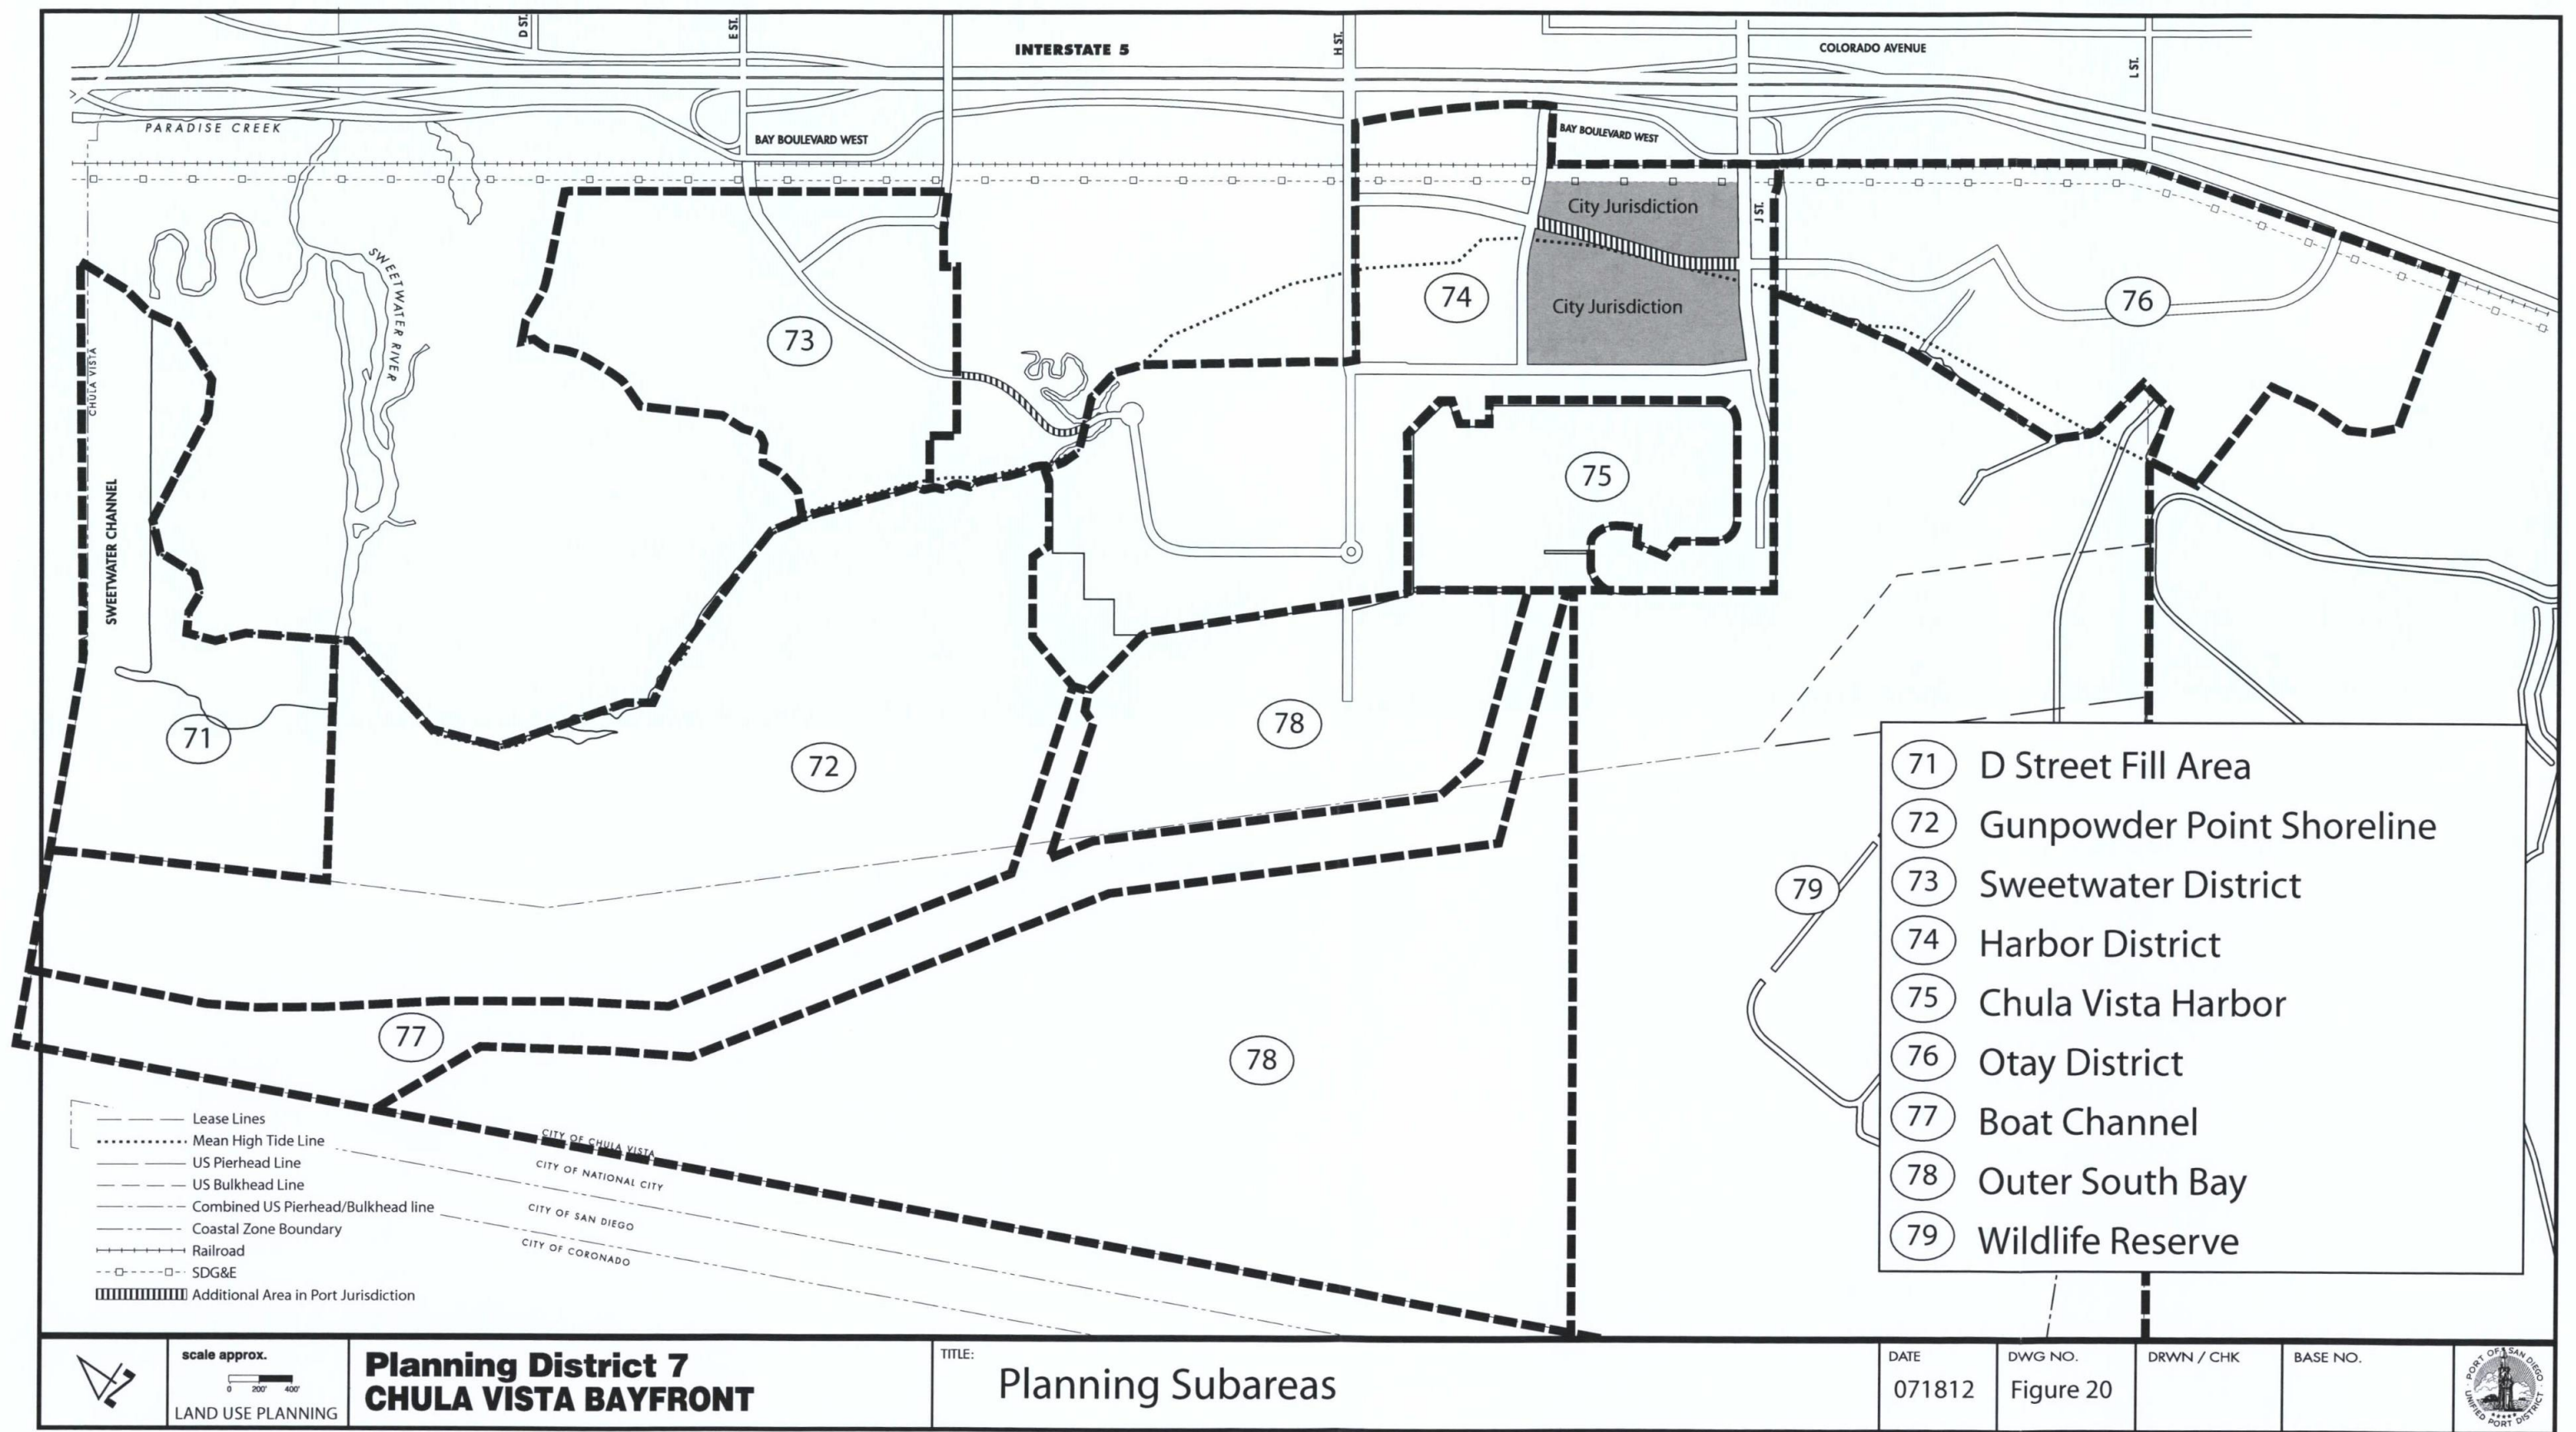 D ST.
E ST.
INTERSTATE 5
H ST.
COLORADO AVENUE
L ST.
PARADISE CREEK
BAY BOULEVARD WEST
BAY BOULEVARD WEST
City Jurisdiction
J ST.
SWEETWATER RIVER
CHULA VISTA
73
74
City Jurisdiction
76
75
SWEETWATER CHANNEL
71
72
78
79
77
78
71 D Street Fill Area
72 Gunpowder Point Shoreline
73 Sweetwater District
74 Harbor District
75 Chula Vista Harbor
76 Otay District
77 Boat Channel
78 Outer South Bay
79 Wildlife Reserve
Lease Lines
Mean High Tide Line
US Pierhead Line
US Bulkhead Line
Combined US Pierhead/Bulkhead line
Coastal Zone Boundary
Railroad
SDG&E
Additional Area in Port Jurisdiction
CITY OF CHULA VISTA
CITY OF NATIONAL CITY
CITY OF SAN DIEGO
CITY OF CORONADO
scale approx.
0 200' 400'
LAND USE PLANNING
Planning District 7
CHULA VISTA BAYFRONT
TITLE:
Planning Subareas
DATE
071812
DWG NO.
Figure 20
DRWN / CHK
BASE NO.
PORT OF SAN DIEGO
UNIFIED PORT DISTRICT